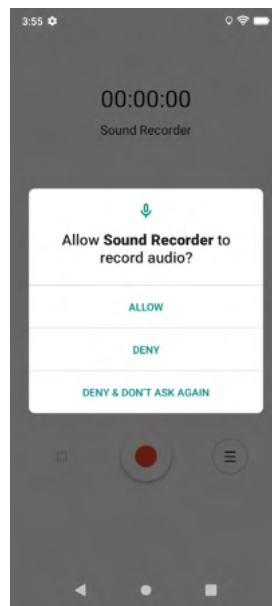 3:55
00:00:00
Sound Recorder
Allow Sound Recorder to
record audio?
ALLOW
DENY
DENY & DON'T ASK AGAIN